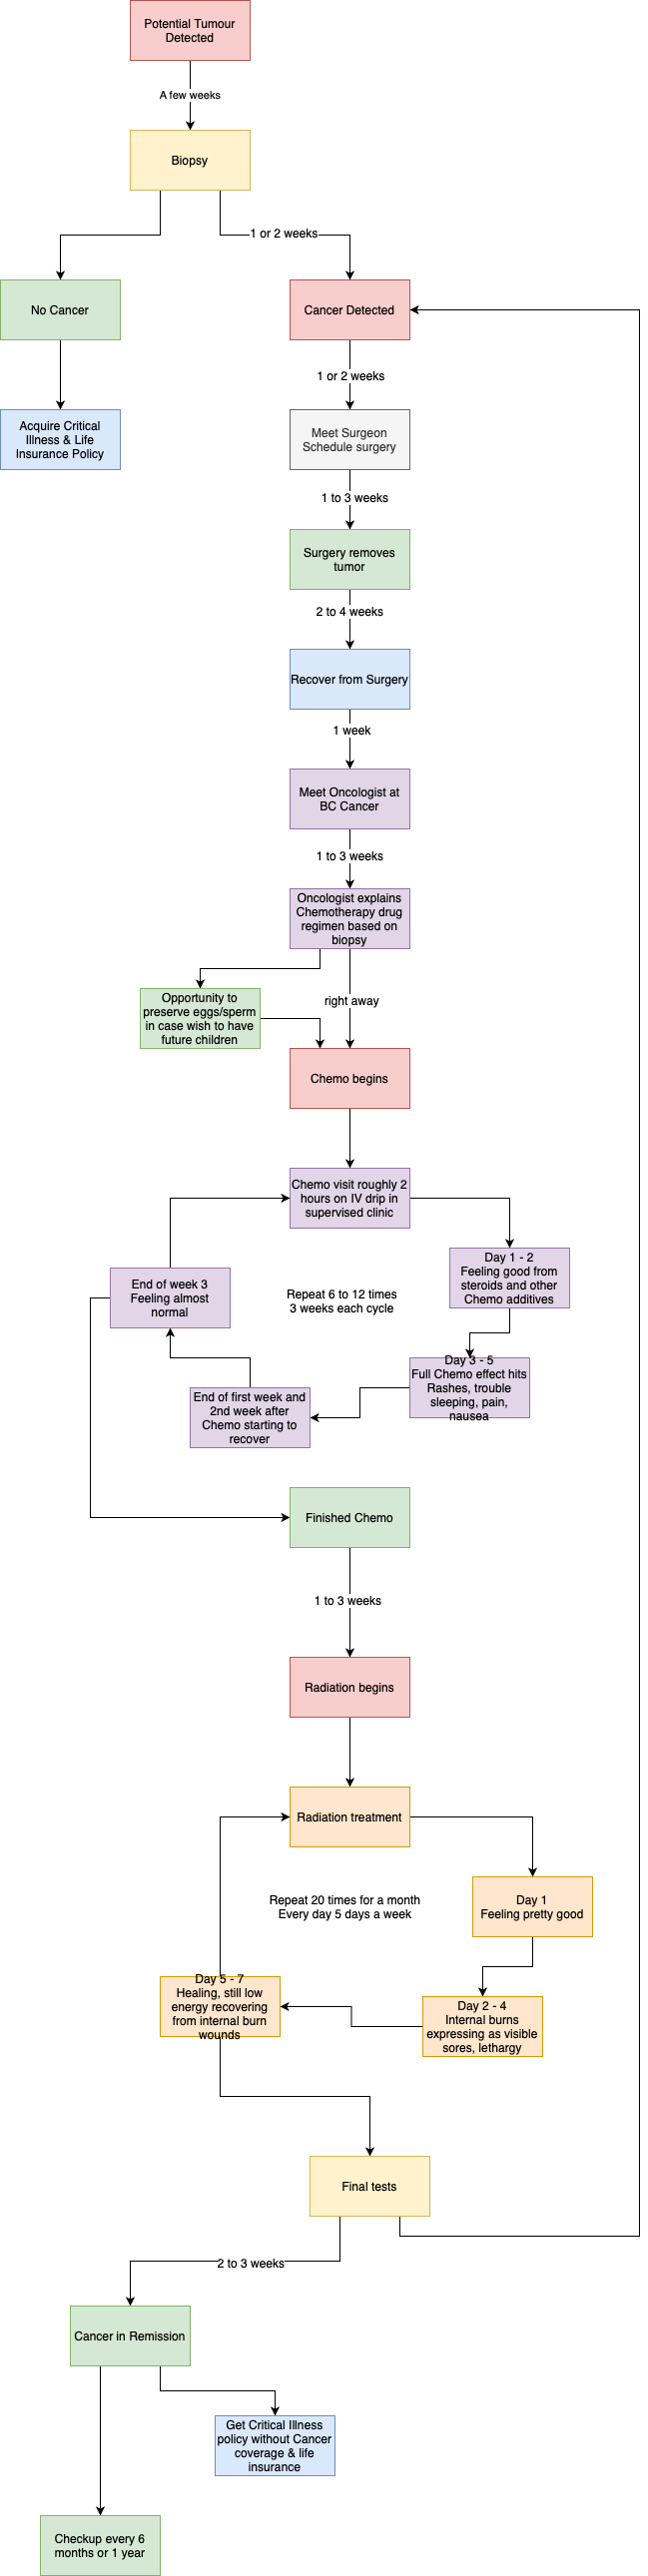 Potential Tumour
Detected
A few weeks
Biopsy
1 or 2 weeks
No Cancer
Cancer Detected
1 or 2 weeks
Acquire Critical
Illness & Life
Insurance Policy
Meet Surgeon
Schedule surgery
1 to 3 weeks
Surgery removes
tumor
2 to 4 weeks
Recover from Surgery
1 week
Meet Oncologist at
BC Cancer
1 to 3 weeks
Oncologist explains
Chemotherapy drug
regimen based on
biopsy
Opportunity to
preserve eggs/sperm
in case wish to have
future children
right away
Chemo begins
Chemo visit roughly 2
hours on IV drip in
supervised clinic
Day 1 - 2
Feeling good from
steroids and other
Chemo additives
End of week 3
Feeling almost
normal
Repeat 6 to 12 times
3 weeks each cycle
Day 3 - 5
Full Chemo effect hits
Rashes, trouble
sleeping, pain,
nausea
End of first week and
2nd week after
Chemo starting to
recover
Finished Chemo
1 to 3 weeks
Radiation begins
Radiation treatment
Repeat 20 times for a month
Every day 5 days a week
Day 1
Feeling pretty good
Day 5 - 7
Healing, still low
energy recovering
from internal burn
wounds
Day 2 - 4
Internal burns
expressing as visible
sores, lethargy
Final tests
2 to 3 weeks
Cancer in Remission
Get Critical Illness
policy without Cancer
coverage & life
insurance
Checkup every 6
months or 1 year